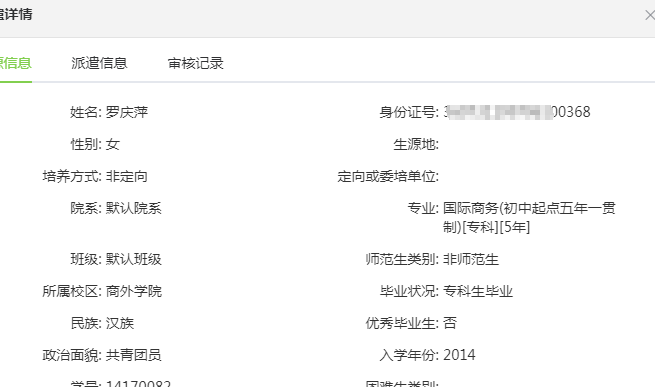 详情
信息 派遣信息 审核记录
姓名: 罗庆萍 身份证号: 3 00368
性别: 女 生源地:
培养方式: 非定向 定向或委培单位:
院系: 默认院系 专业: 国际商务(初中起点五年一贯
制)[专科][5年]
班级: 默认班级 师范生类别: 非师范生
所属校区: 商外学院 毕业状况: 专科生毕业
民族: 汉族 优秀毕业生: 否
政治面貌: 共青团员 入学年份: 2014
学号: 14170082 困难生类别: